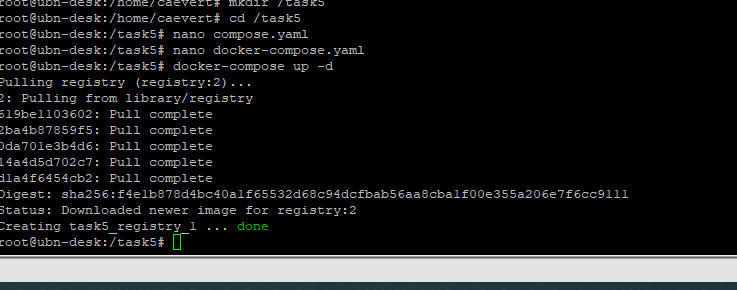 root@ubn-desk:/home/caevert# mkdir /task5
root@ubn-desk:/home/caevert# cd /task5
root@ubn-desk:/task5# nano compose.yaml
root@ubn-desk:/task5# nano docker-compose.yaml
root@ubn-desk:/task5# docker-compose up -d
Pulling registry (registry:2)...
2: Pulling from library/registry
619be1103602: Pull complete
2ba4b87859f5: Pull complete
0da701e3b4d6: Pull complete
14a4d5d702c7: Pull complete
d1a4f6454cb2: Pull complete
Digest: sha256:f4e1b878d4bc40a1f65532d68c94dcfbab56aa8cba1f00e355a206e7f6cc9111
Status: Downloaded newer image for registry:2
Creating task5_registry_1 ... done
root@ubn-desk:/task5#